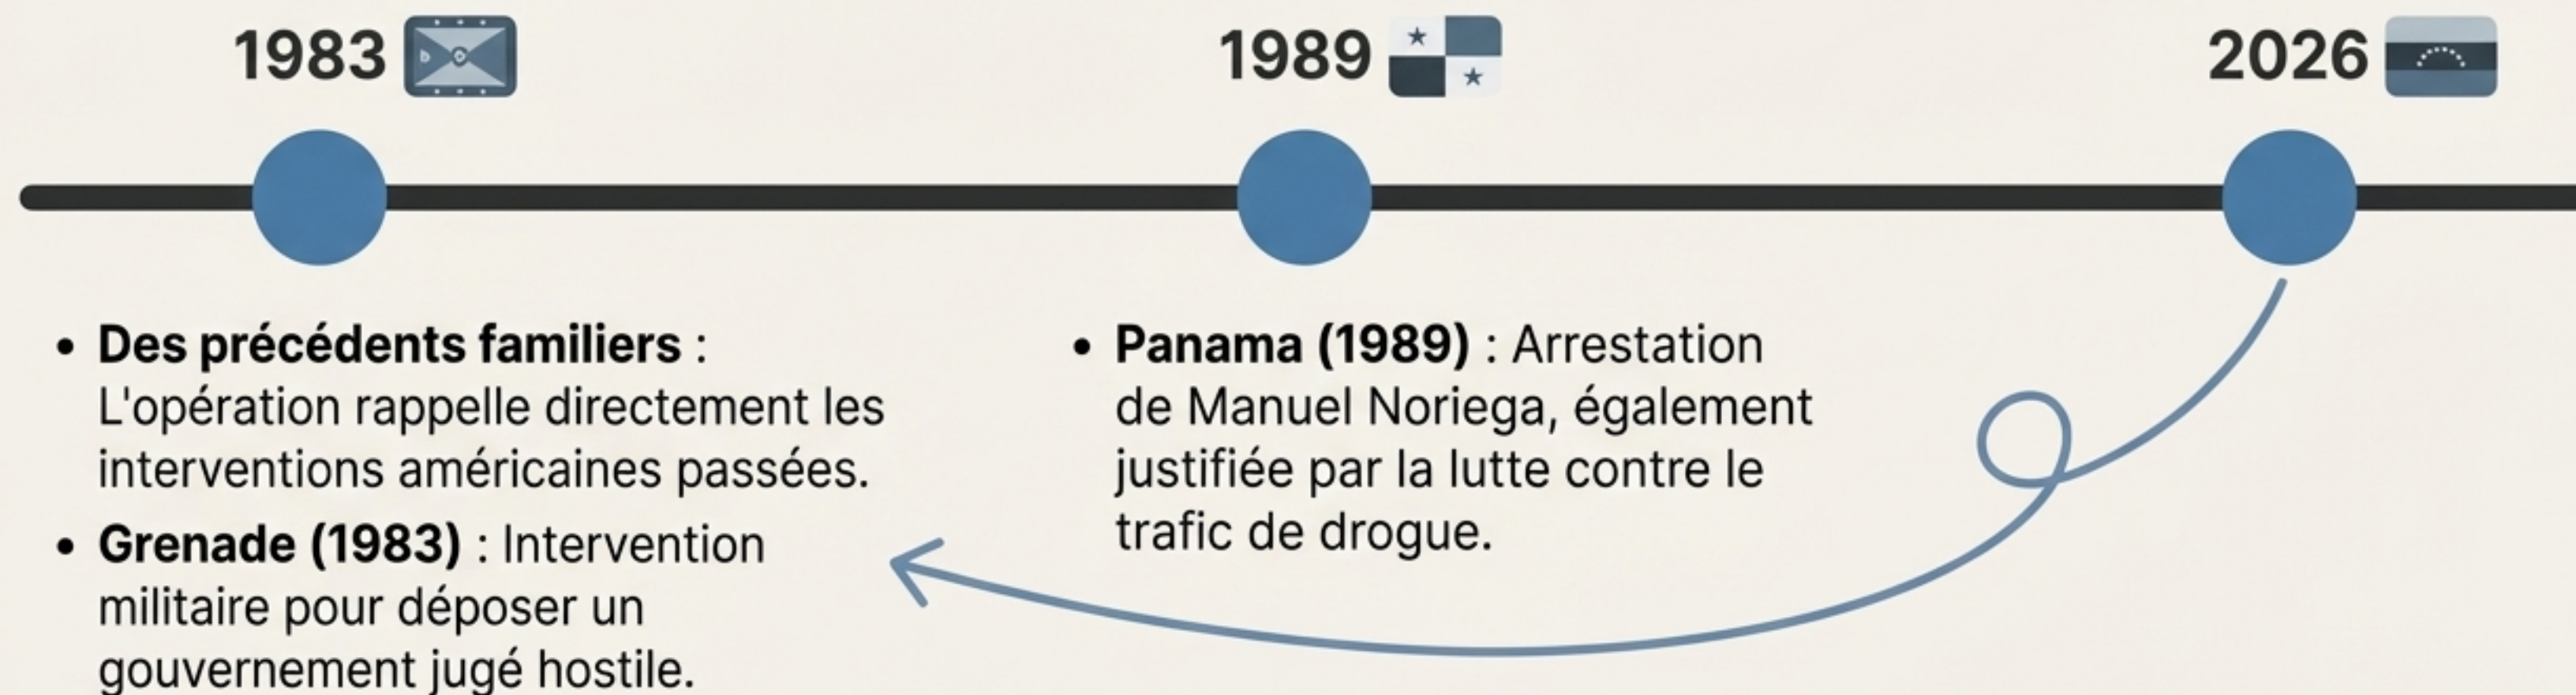 1983
1989
2026
• Des précédents familiers :
L'opération rappelle directement les
interventions américaines passées.
• Grenade (1983) : Intervention
militaire pour déposer un
gouvernement jugé hostile.
• Panama (1989) : Arrestation
de Manuel Noriega, également
justifiée par la lutte contre le
trafic de drogue.